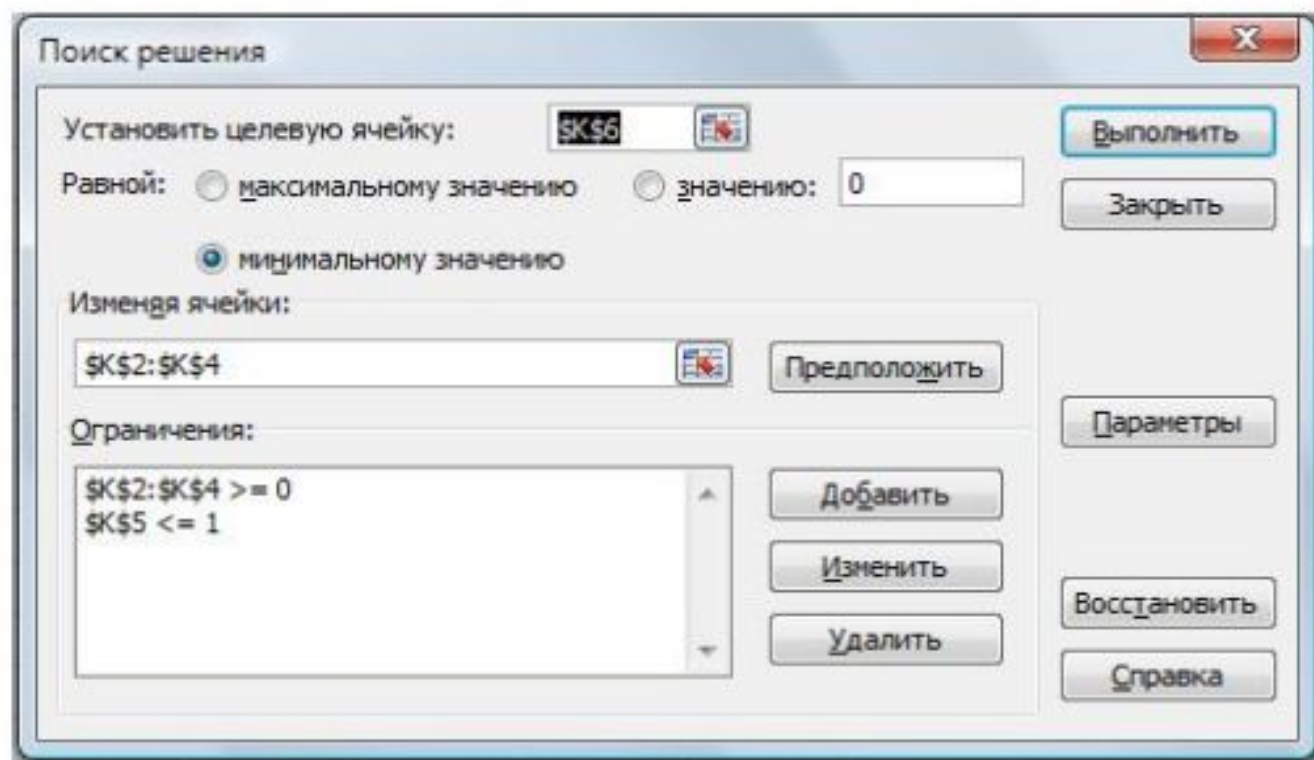 Поиск решения
Установить целевую ячейку: $K$6
Выполнить
Равной: максимальному значению значению: 0
Закрыть
минимальному значению
Изменяя ячейки:
$K$2:$K$4
Предположить
Параметры
Ограничения:
$K$2:$K$4 >= 0
$K$5 <= 1
Добавить
Изменить
Восстановить
Удалить
Справка